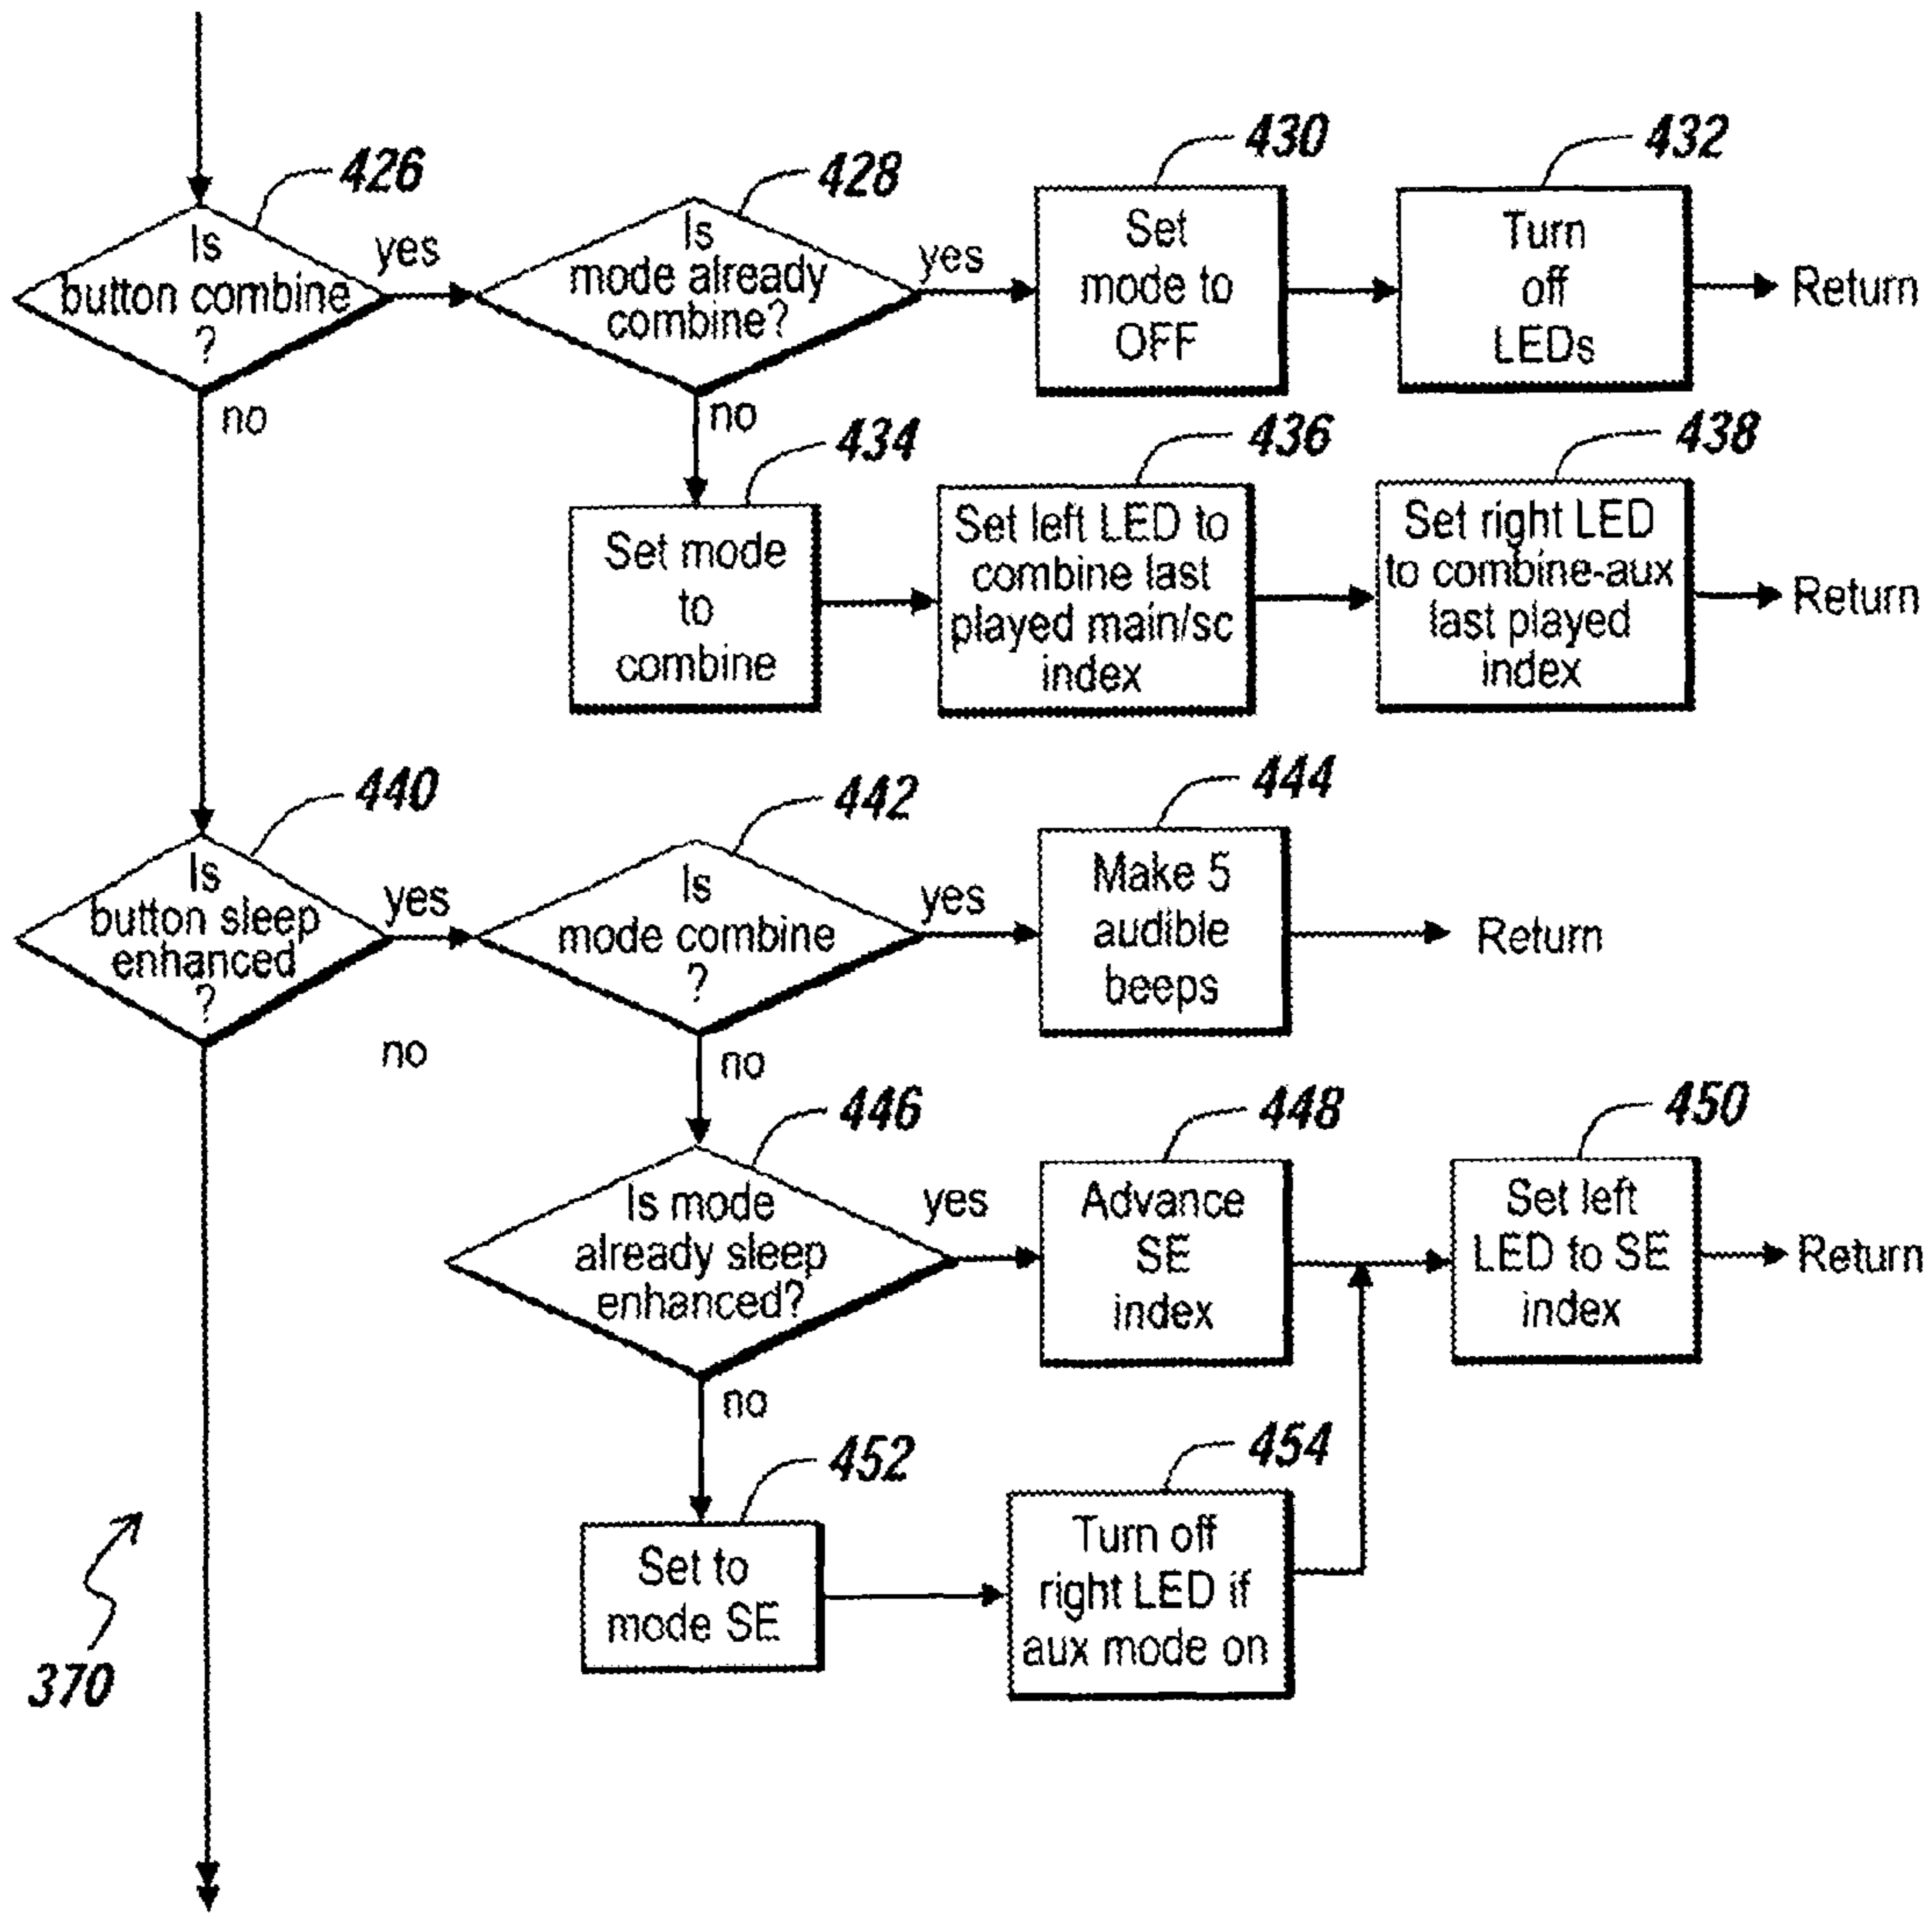 426
Is
button combine
?
yes
no
428
Is
mode already
combine?
yes
no
430
Set
mode to
OFF
432
Turn
off
LEDs
Return
434
Set mode
to
combine
436
Set left LED to
combine last
played main/sc
index
438
Set right LED
to combine-aux
last played
index
Return
440
Is
button sleep
enhanced
?
yes
no
442
Is
mode combine
?
yes
no
444
Make 5
audible
beeps
Return
446
Is mode
already sleep
enhanced?
yes
no
448
Advance
SE
index
450
Set left
LED to SE
index
Return
452
Set to
mode SE
454
Turn off
right LED if
aux mode on
370